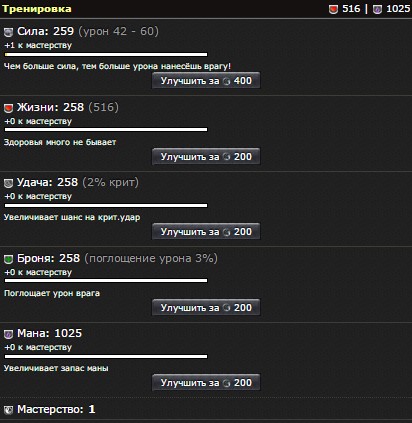 Тренировка 516 | 1025
Сила: 259 (урон 42 - 60)
+1 к мастерству
Чем больше сила, тем больше урона нанесёшь врагу!
Улучшить за 400
Жизни: 258 (516)
+0 к мастерству
Здоровья много не бывает
Улучшить за 200
Удача: 258 (2% крит)
+0 к мастерству
Увеличивает шанс на крит.удар
Улучшить за 200
Броня: 258 (поглощение урона 3%)
+0 к мастерству
Поглощает урон врага
Улучшить за 200
Мана: 1025
+0 к мастерству
Увеличивает запас маны
Улучшить за 200
Мастерство: 1